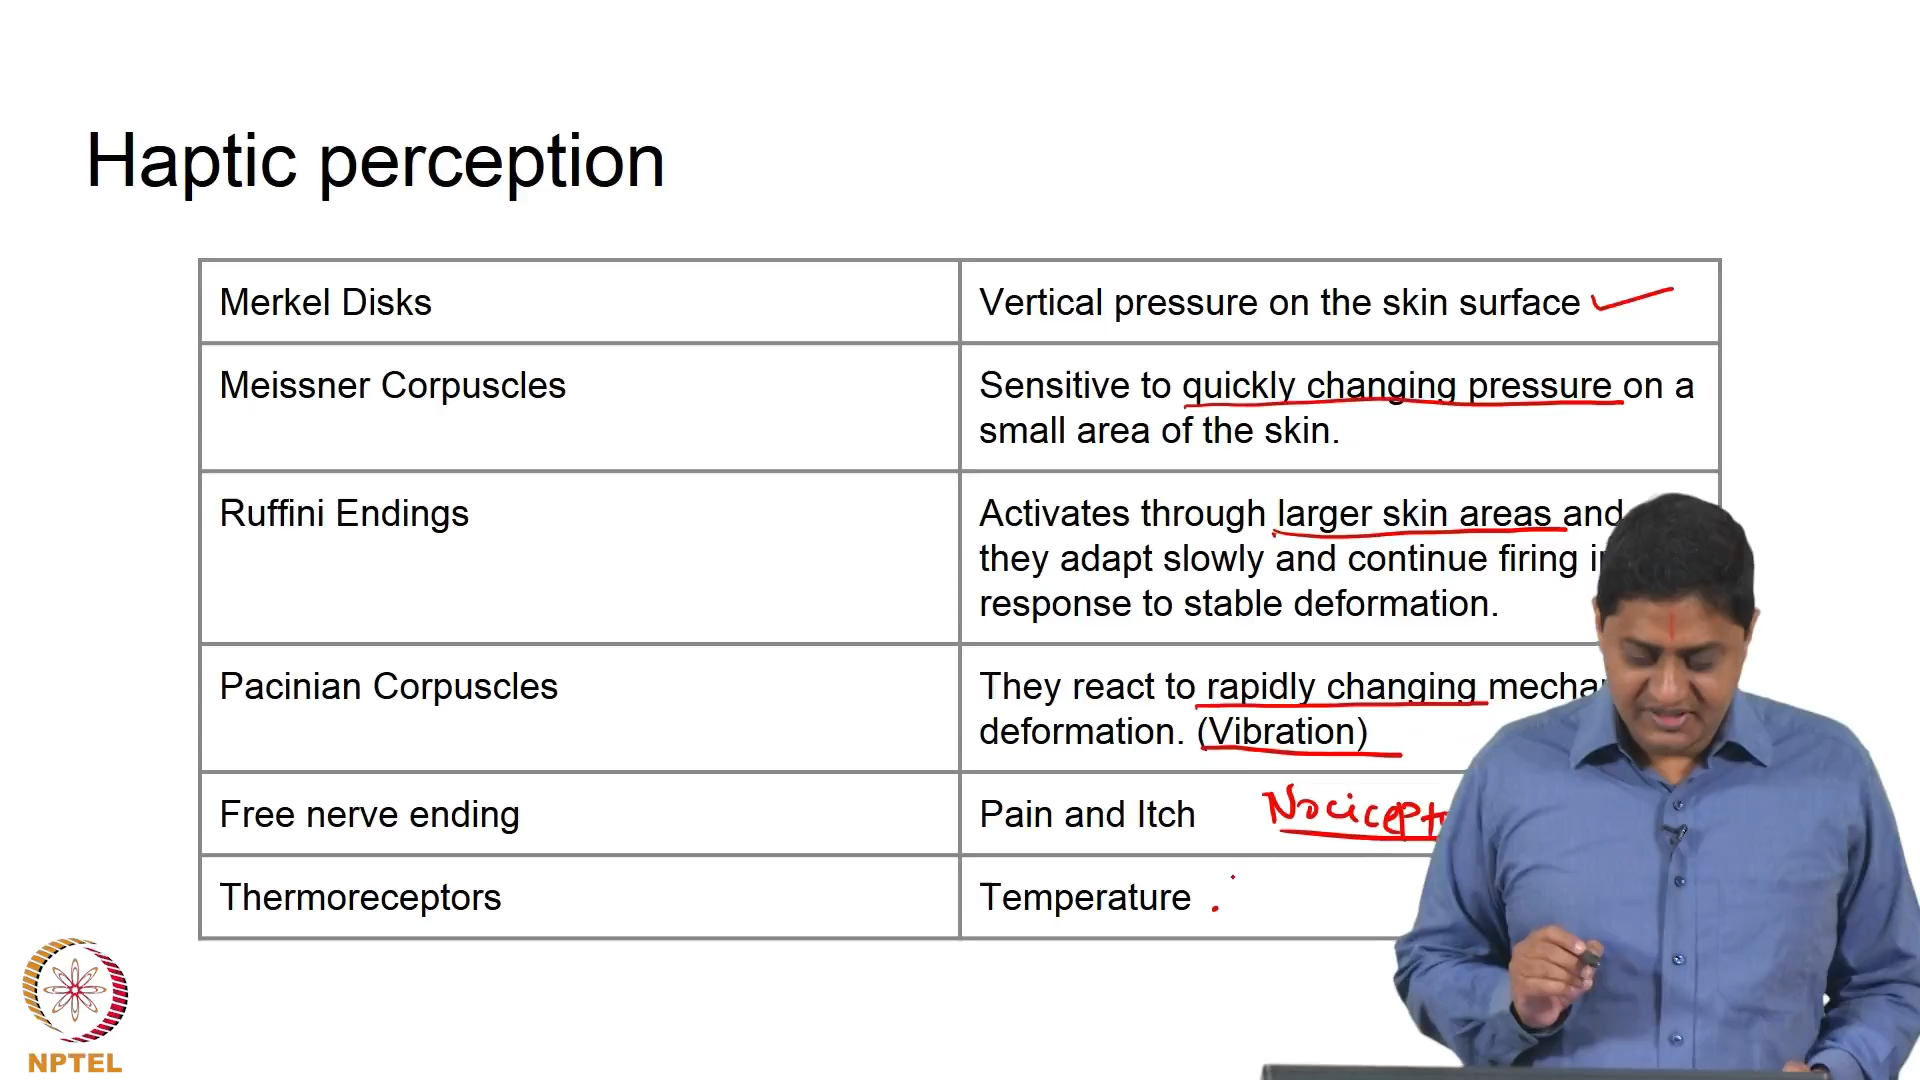 Haptic perception
Merkel Disks
Vertical pressure on the skin surface
Meissner Corpuscles
Sensitive to quickly changing pressure on a
small area of the skin.
Ruffini Endings
Activates through larger skin areas and
they adapt slowly and continue firing
response to stable deformation.
Pacinian Corpuscles
They react to rapidly changing
deformation. (Vibration)
Free nerve ending
Pain and Itch
Thermoreceptors
Temperature
NPTEL